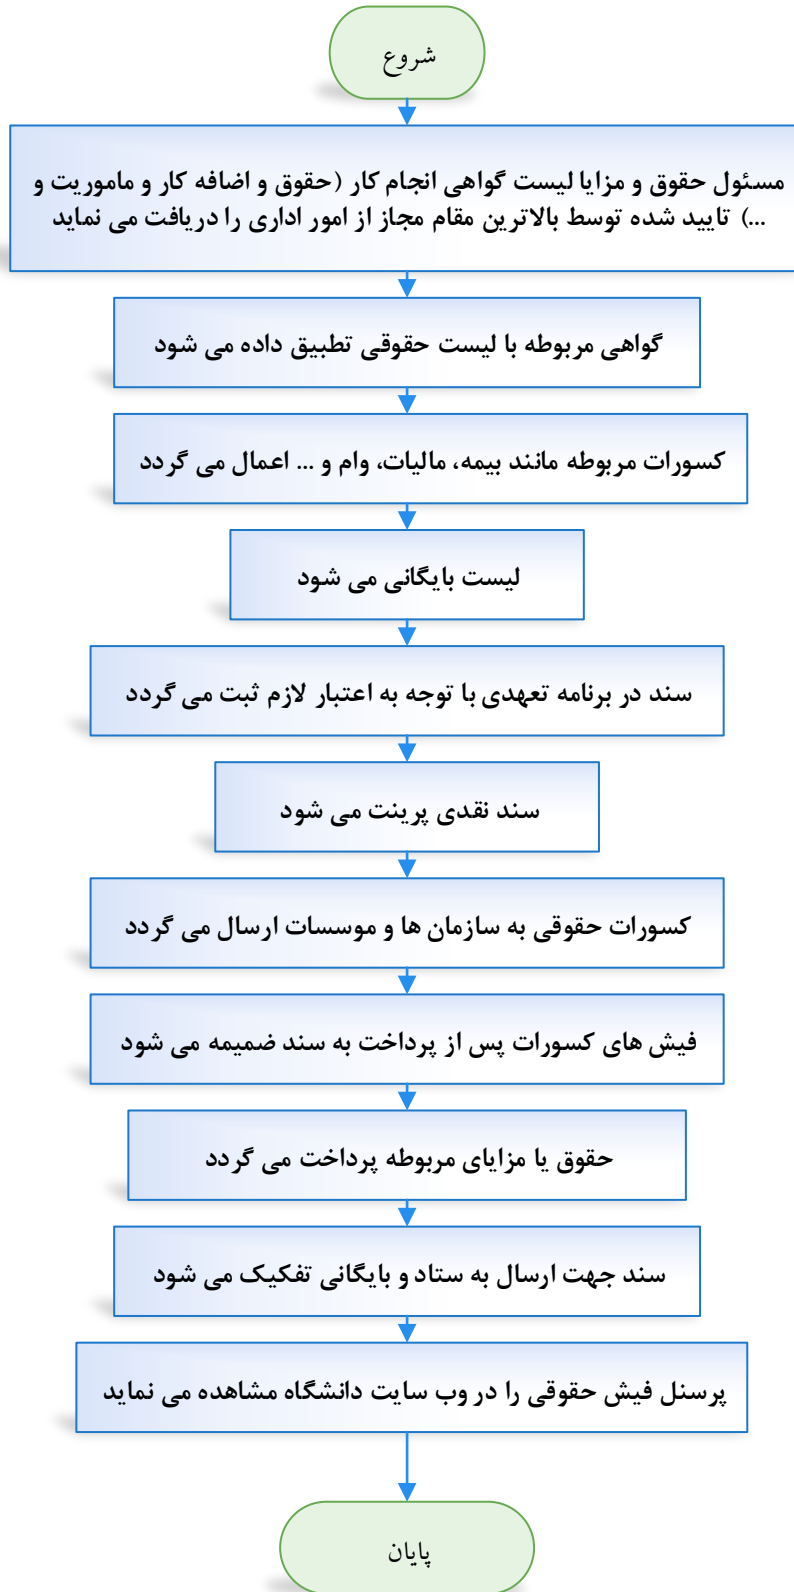 شروع
مسئول حقوق و مزایا لیست گواهی انجام کار (حقوق و اضافه کار و ماموریت و
...) تایید شده توسط بالاترین مقام مجاز از امور اداری را دریافت می نماید
گواهی مربوطه با لیست حقوقی تطبیق داده می شود
کسورات مربوطه مانند بیمه، مالیات، وام و ... اعمال می گردد
لیست بایگانی می شود
سند در برنامه تعهدی با توجه به اعتبار لازم ثبت می گردد
سند نقدی پرینت می شود
کسورات حقوقی به سازمان ها و موسسات ارسال می گردد
فیش های کسورات پس از پرداخت به سند ضمیمه می شود
حقوق یا مزایای مربوطه پرداخت می گردد
سند جهت ارسال به ستاد و بایگانی تفکیک می شود
پرسنل فیش حقوقی را در وب سایت دانشگاه مشاهده می نماید
پایان